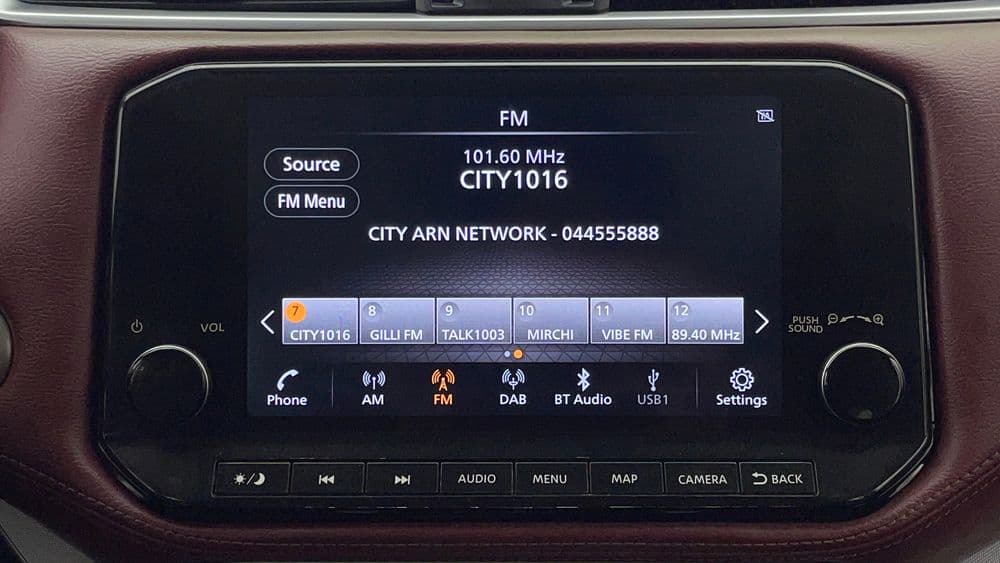 FM
TA
Source
101.60 MHz
CITY1016
FM Menu
CITY ARN NETWORK - 044555888
7 8 9 10 11 12
CITY1016 GILLI FM TALK1003 MIRCHI VIBE FM 89.40 MHz
VOL
PUSH
SOUND
Phone AM FM DAB BT Audio USB1 Settings
AUDIO MENU MAP CAMERA BACK